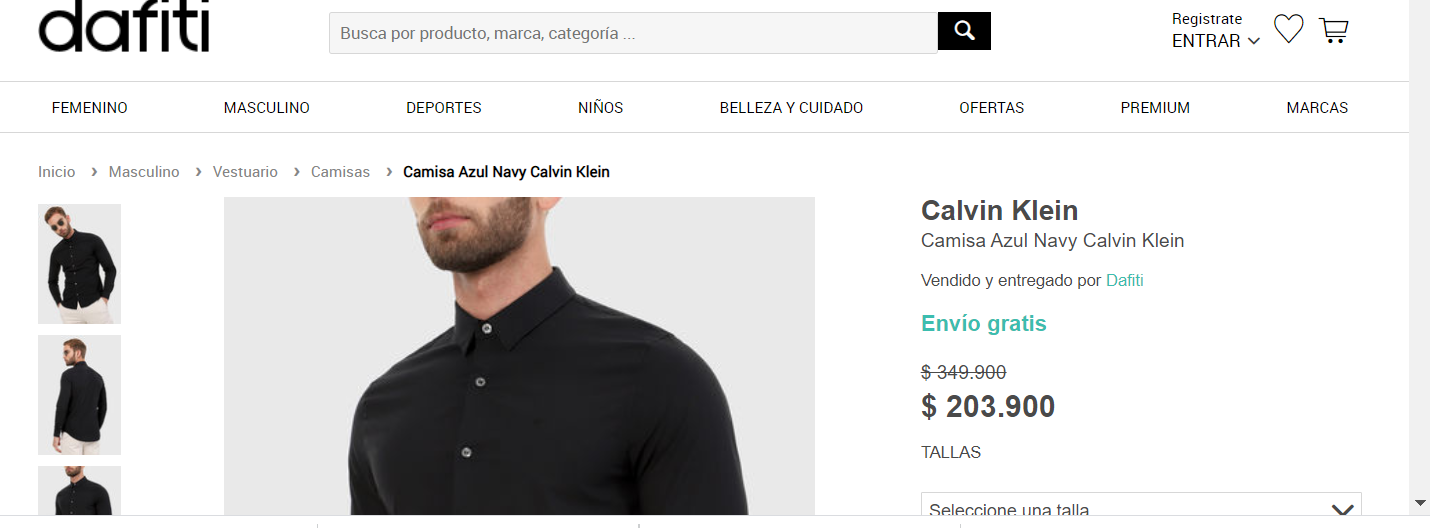 dafiti
Busca por producto, marca, categoría ...
Registrate
ENTRAR
FEMENINO MASCULINO DEPORTES NIÑOS BELLEZA Y CUIDADO OFERTAS PREMIUM MARCAS
Inicio › Masculino › Vestuario › Camisas › Camisa Azul Navy Calvin Klein
Calvin Klein
Camisa Azul Navy Calvin Klein
Vendido y entregado por Dafiti
Envío gratis
$ 349.900
$ 203.900
TALLAS
Seleccione una talla